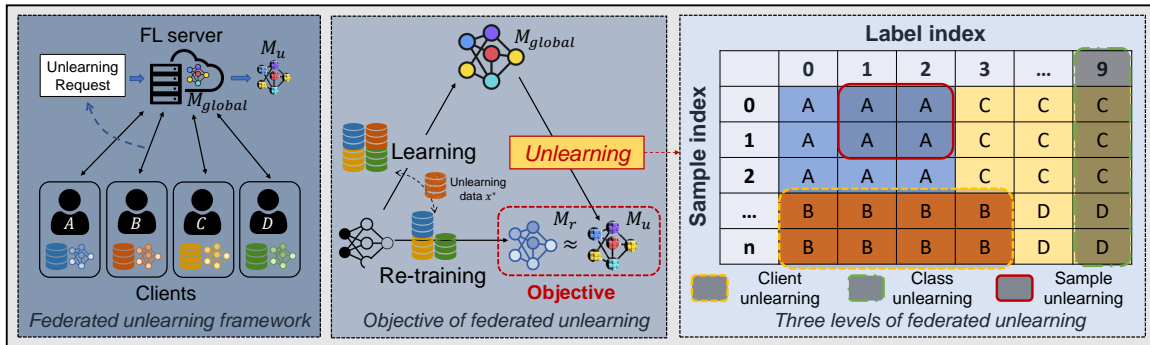 FL server
Unlearning
Request
M_u
M_global
A B C D
Clients
Federated unlearning framework
M_global
Learning
Unlearning
data x*
Unlearning
M_r ≈ M_u
Re-training
Objective
Objective of federated unlearning
Label index
Sample index
0 1 2 3 ... 9
0 A A A C C C
1 A A A C C C
2 A A A C C C
... B B B B D D
n B B B B D D
Client
unlearning
Class
unlearning
Sample
unlearning
Three levels of federated unlearning